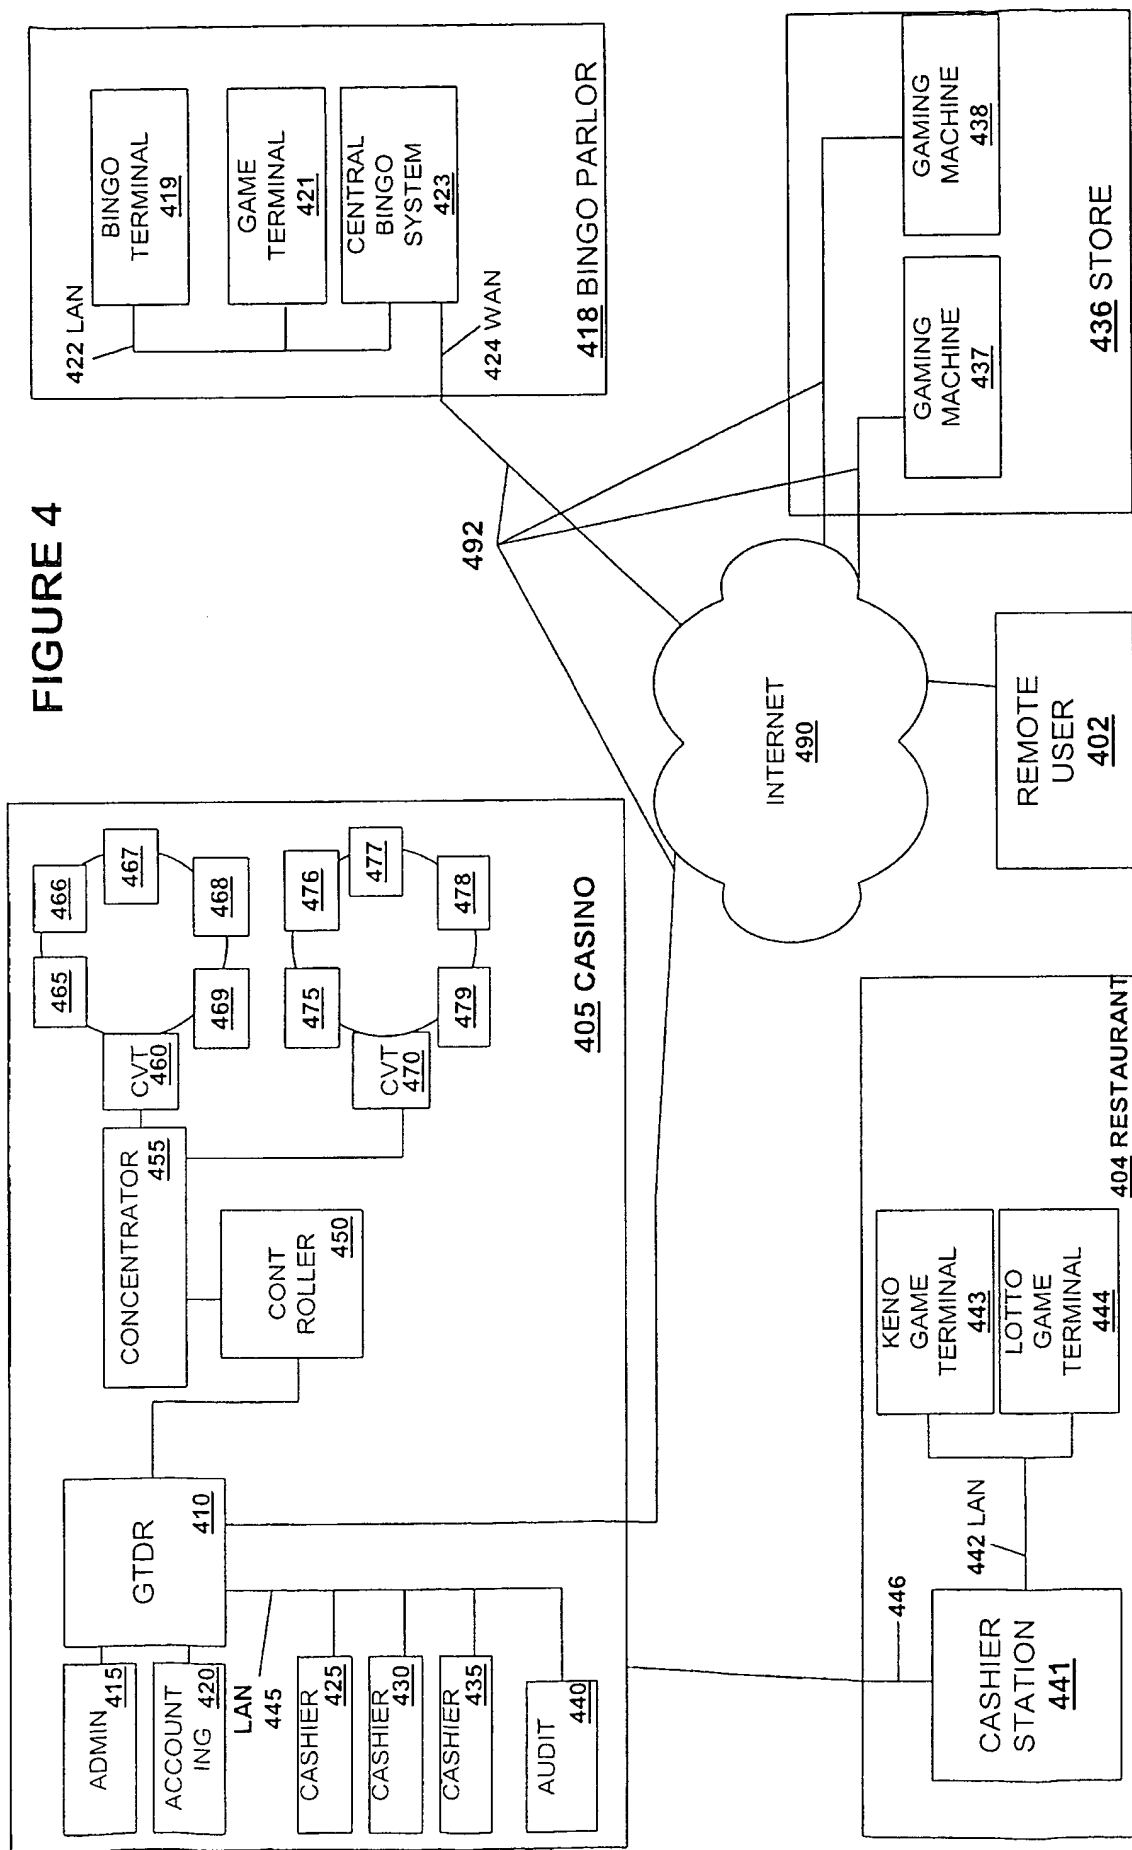 FIGURE 4
ADMIN
415
ACCOUNT
ING
420
GTDR
410
LAN
445
CASHIER
425
CASHIER
430
CASHIER
435
AUDIT
440
CONCENTRATOR
455
CONT
ROLLER
450
CVT
460
465
466
467
468
469
CVT
470
475
476
477
478
479
405 CASINO
422 LAN
BINGO
TERMINAL
419
GAME
TERMINAL
421
CENTRAL
BINGO
SYSTEM
423
424 WAN
418 BINGO PARLOR
492
INTERNET
490
REMOTE
USER
402
GAMING
MACHINE
437
GAMING
MACHINE
438
436 STORE
446
CASHIER
STATION
441
442 LAN
KENO
GAME
TERMINAL
443
LOTTO
GAME
TERMINAL
444
404 RESTAURANT